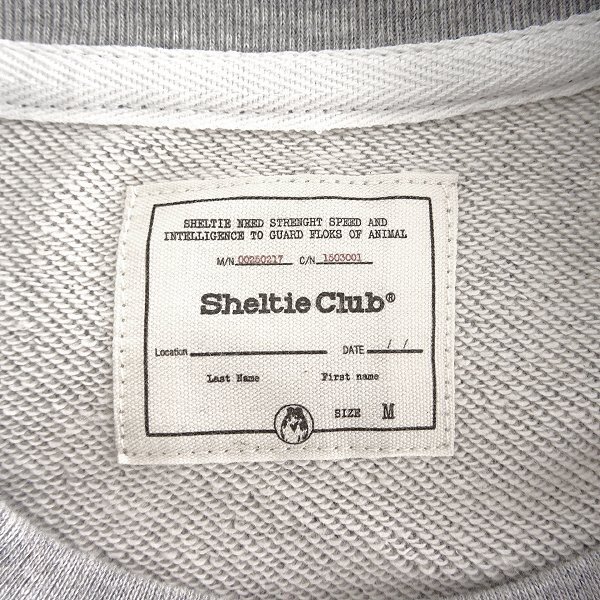 SHELTIE NEED STRENGHT SPEED AND
INTELLIGENCE TO GUARD FLOKS OF ANIMAL
M/N 00250217 C/N 1503001
Sheltie Club®
Location DATE / /
Last Name First name
SIZE M